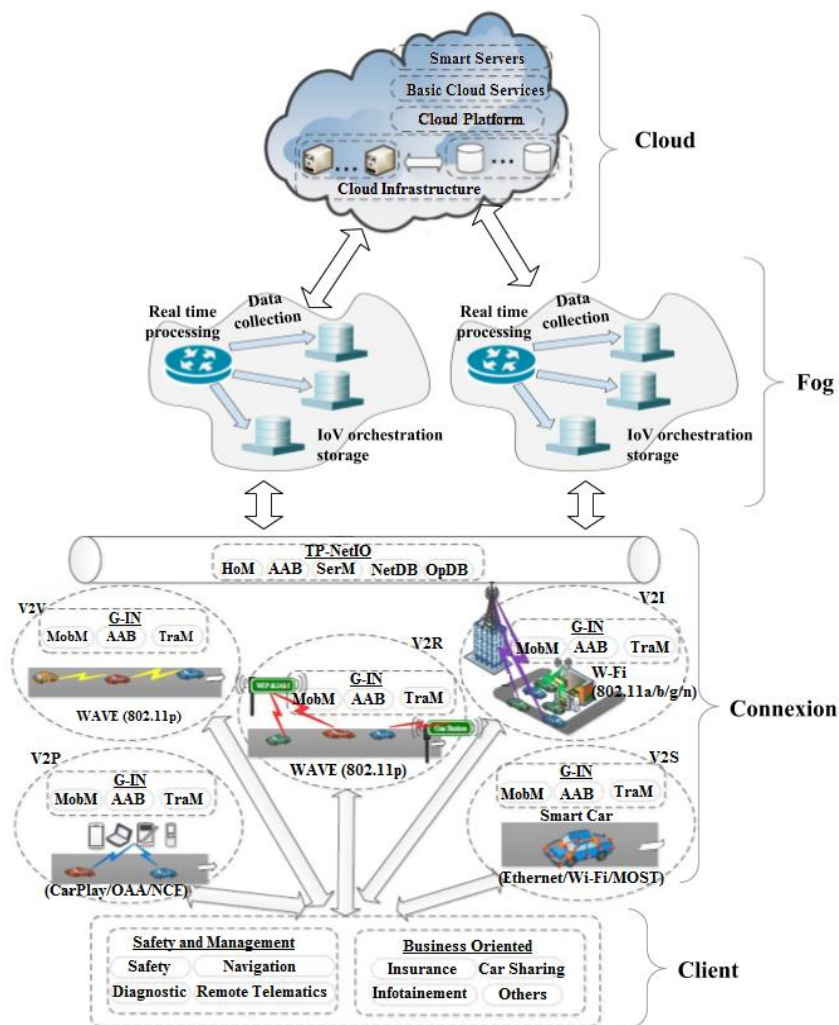 Smart Servers
Basic Cloud Services
Cloud Platform
Cloud Infrastructure
Cloud
Real time
processing
Data
collection
IoV orchestration
storage
Real time
processing
Data
collection
IoV orchestration
storage
Fog
TP-NetIO
HoM AAB SerM NetDB OpDB
V2V
G-IN
MobM AAB TraM
WAVE (802.11p)
V2R
G-IN
MobM AAB TraM
WAVE (802.11p)
V2I
G-IN
MobM AAB TraM
W-Fi
(802.11a/b/g/n)
Connexion
V2P
G-IN
MobM AAB TraM
(CarPlay/OAA/NCF)
V2S
G-IN
MobM AAB TraM
Smart Car
(Ethernet/Wi-Fi/MOST)
Safety and Management
Safety Navigation
Diagnostic Remote Telematics
Business Oriented
Insurance Car Sharing
Infotainement Others
Client